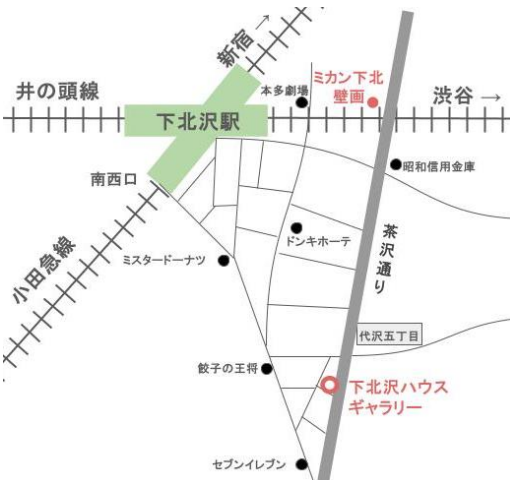 新宿 →
井の頭線
本多劇場
ミカン下北
壁画
渋谷 →
下北沢駅
昭和信用金庫
南西口
小田急線
ドンキホーテ
茶沢通り
ミスタードーナツ
代沢五丁目
餃子の王将
下北沢ハウス
ギャラリー
セブンイレブン